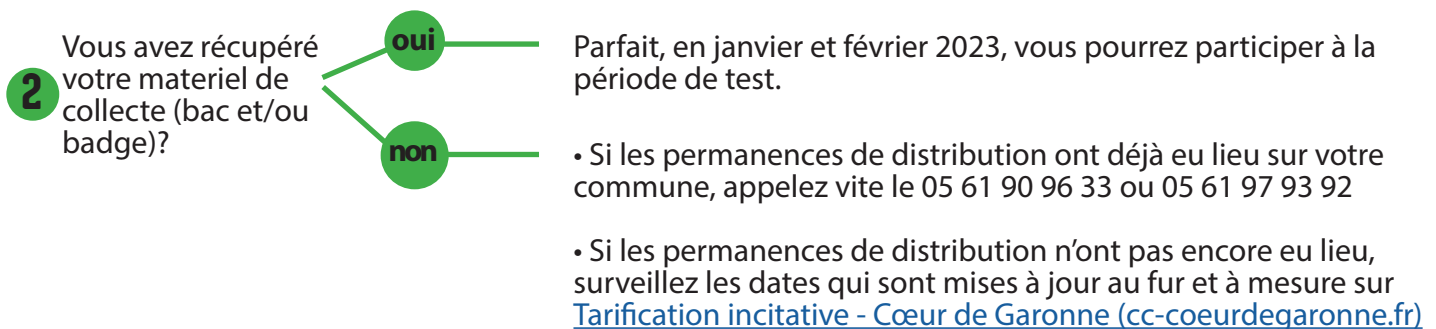 2
Vous avez récupéré
votre materiel de
collecte (bac et/ou
badge)?
oui
Parfait, en janvier et février 2023, vous pourrez participer à la
période de test.
non
• Si les permanences de distribution ont déjà eu lieu sur votre
commune, appelez vite le 05 61 90 96 33 ou 05 61 97 93 92
• Si les permanences de distribution n'ont pas encore eu lieu,
surveillez les dates qui sont mises à jour au fur et à mesure sur
Tarification incitative - Cœur de Garonne (cc-coeurdegaronne.fr)